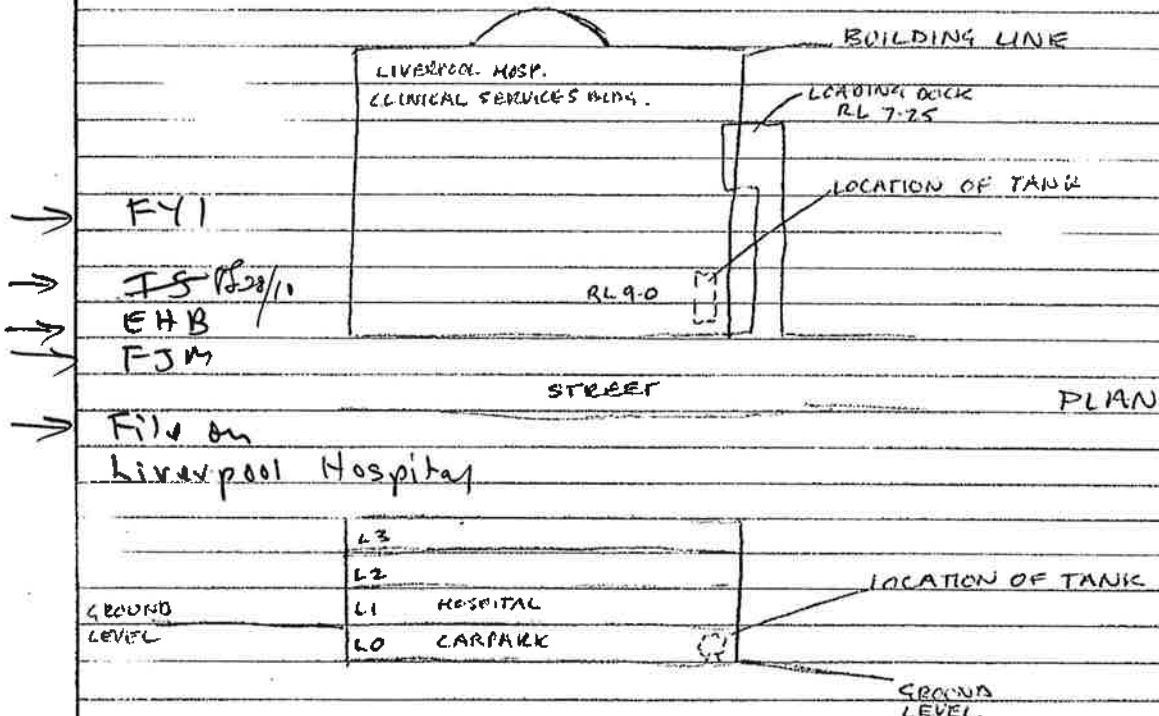 BUILDING LINE
LIVERPOOL HOSP.
CLINICAL SERVICES BLDG.
LOADING DOCK
RL 7.25
LOCATION OF TANK
FYI
28/11
RL 9.0
EHB
FJM
STREET
PLAN
File on
Liverpool Hospital
L3
L2
LOCATION OF TANK
L1 HOSPITAL
GROUND
LEVEL
L0 CARPARK
GROUND
LEVEL